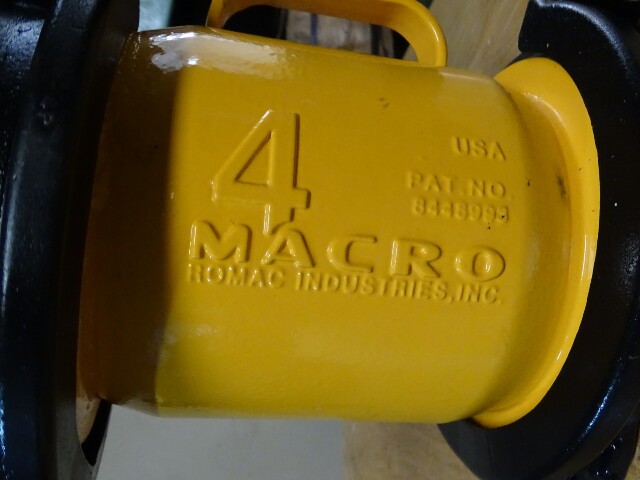 4
USA
PAT. NO.
MACRO
ROMAC INDUSTRIES, INC.